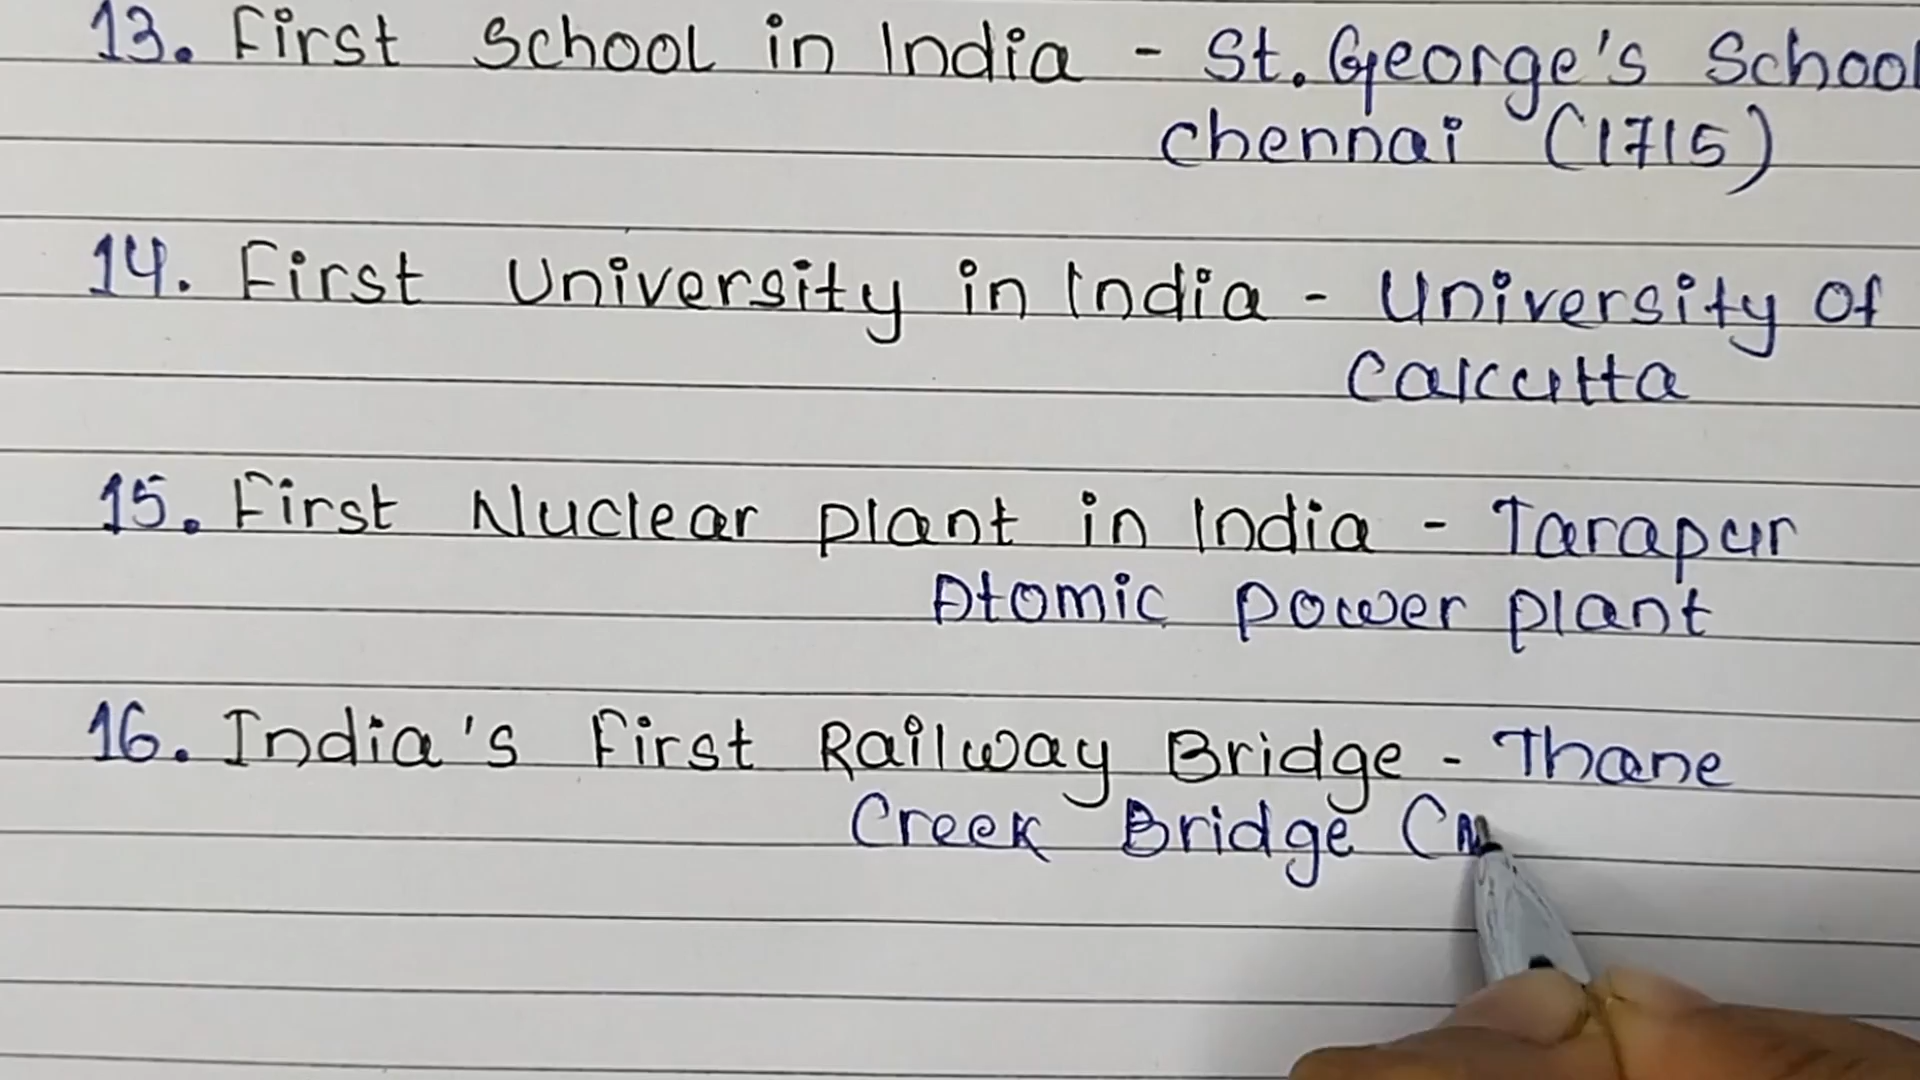 13. First School in India - St. George's School
Chennai (1715)
14. First University in India - University of
Calcutta
15. First Nuclear plant in India - Tarapur
Atomic power plant
16. India's First Railway Bridge - Thane
Creek Bridge (